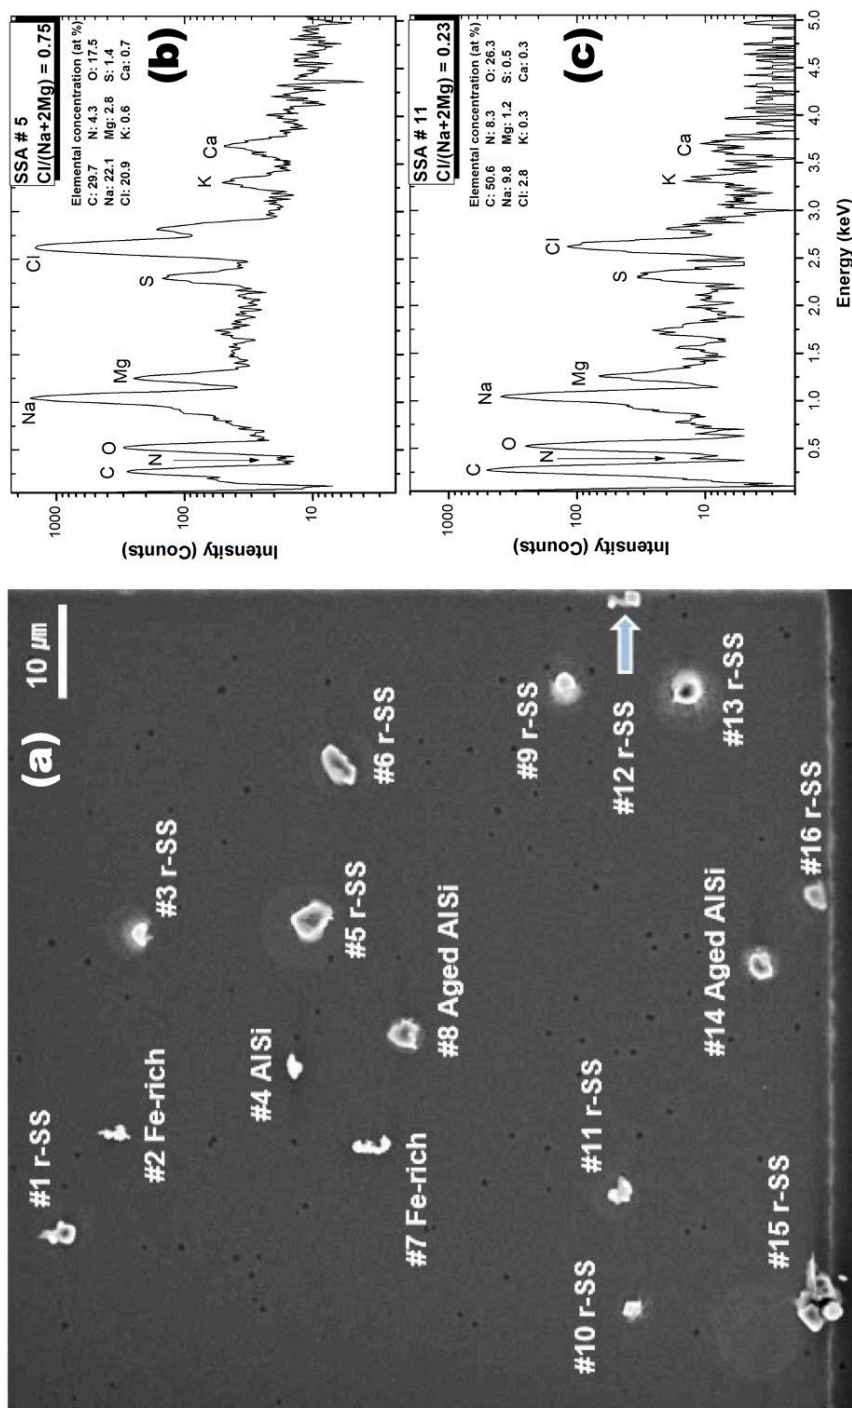 (a)
10 µm
#1 r-SS
#2 Fe-rich
#3 r-SS
#4 AlSi
#5 r-SS
#6 r-SS
#7 Fe-rich
#8 Aged AlSi
#9 r-SS
#10 r-SS
#11 r-SS
#12 r-SS
#13 r-SS
#14 Aged AlSi
#15 r-SS
#16 r-SS
SSA # 5
Cl/(Na+2Mg) = 0.75
Elemental concentration (at %)
C: 29.7 N: 4.3 O: 17.5
Na: 22.1 Mg: 2.8 S: 1.4
Cl: 20.9 K: 0.6 Ca: 0.7
(b)
Intensity (Counts)
1000
100
10
C
N
O
Na
Mg
S
Cl
K
Ca
SSA # 11
Cl/(Na+2Mg) = 0.23
Elemental concentration (at %)
C: 50.6 N: 8.3 O: 26.3
Na: 9.8 Mg: 1.2 S: 0.5
Cl: 2.8 K: 0.3 Ca: 0.3
(c)
Intensity (Counts)
1000
100
10
C
N
O
Na
Mg
S
Cl
K
Ca
0.5 1.0 1.5 2.0 2.5 3.0 3.5 4.0 4.5 5.0
Energy (keV)